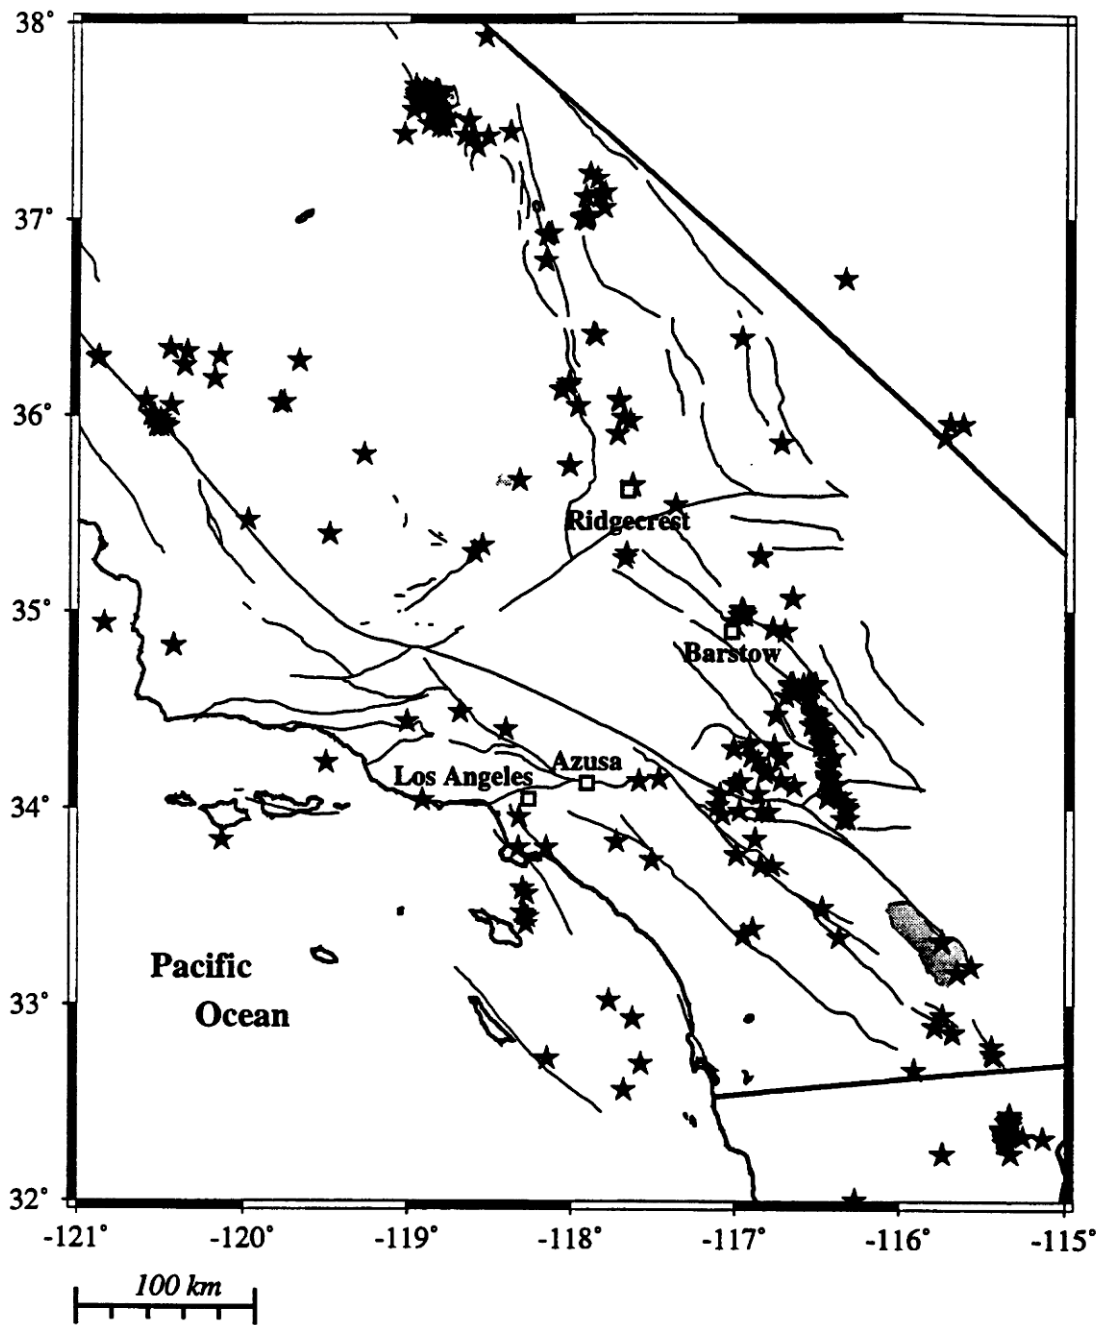 38°
37°
36°
Ridgecrest
35°
Barstow
Azusa
Los Angeles
34°
Pacific
Ocean
33°
32°
-121° -120° -119° -118° -117° -116° -115°
100 km